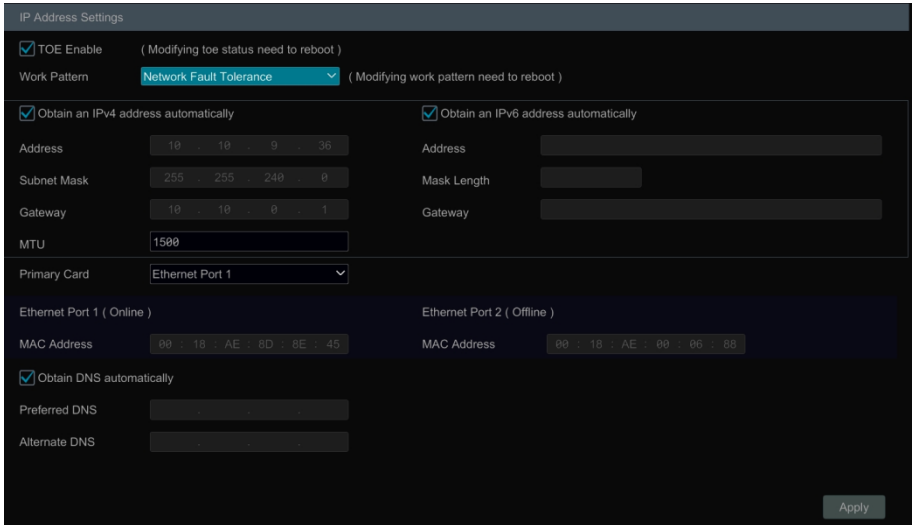 IP Address Settings
TOE Enable ( Modifying toe status need to reboot )
Work Pattern Network Fault Tolerance ( Modifying work pattern need to reboot )
Obtain an IPv4 address automatically Obtain an IPv6 address automatically
Address 10 . 10 . 9 . 36 Address
Subnet Mask 255 . 255 . 240 . 0 Mask Length
Gateway 10 . 10 . 0 . 1 Gateway
MTU 1500
Primary Card Ethernet Port 1
Ethernet Port 1 ( Online ) Ethernet Port 2 ( Offline )
MAC Address 00 : 18 : AE : 8D : 8E : 45 MAC Address 00 : 18 : AE : 00 : 06 : 88
Obtain DNS automatically
Preferred DNS . . .
Alternate DNS . . .
Apply